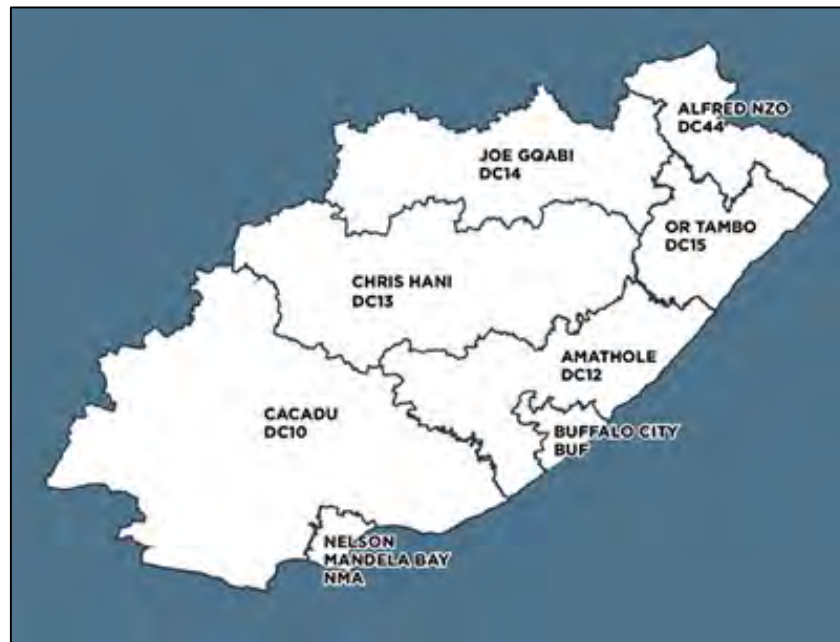 ALFRED NZO
DC44
JOE GQABI
DC14
OR TAMBO
DC15
CHRIS HANI
DC13
AMATHOLE
DC12
CACADU
DC10
BUFFALO CITY
BUF
NELSON
MANDELA BAY
NMA